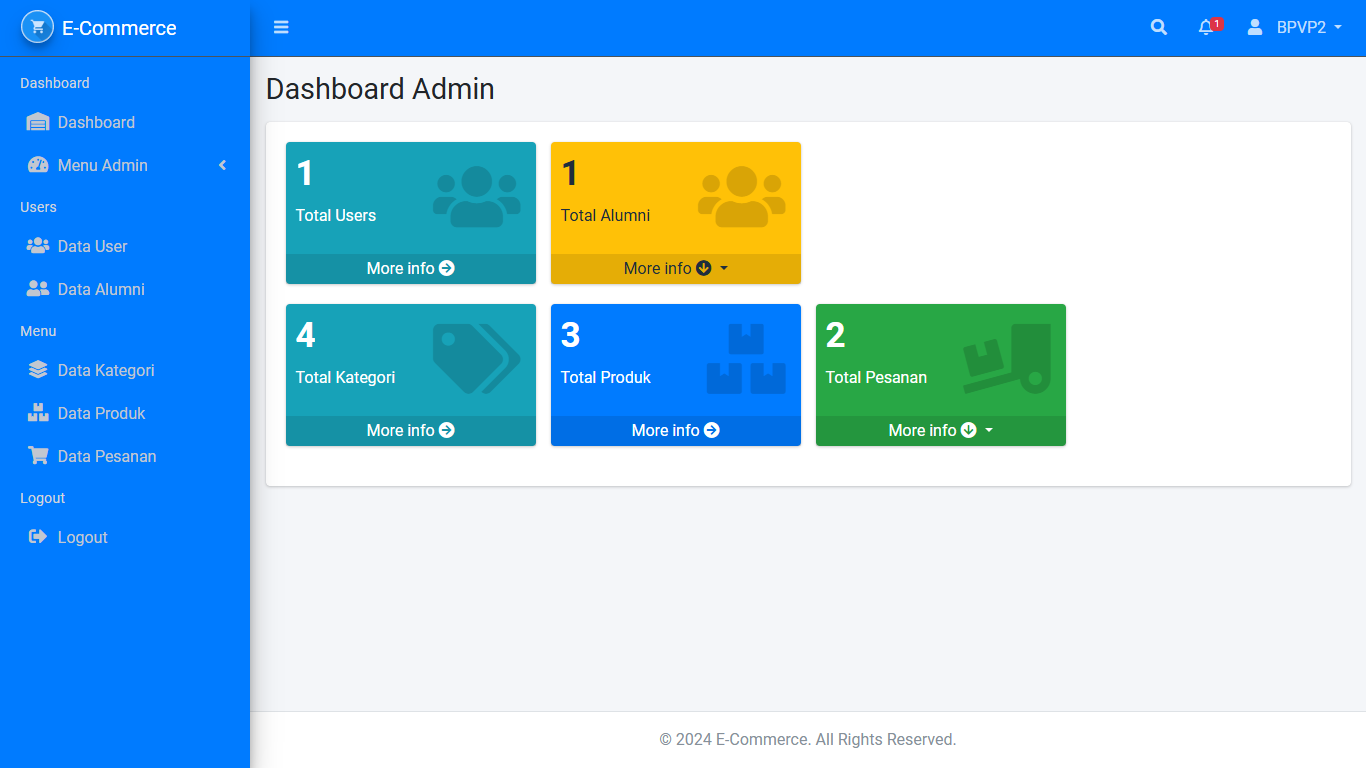 E-Commerce
1
BPVP2
Dashboard
Dashboard
Menu Admin
Users
Data User
Data Alumni
Menu
Data Kategori
Data Produk
Data Pesanan
Logout
Logout
Dashboard Admin
1
Total Users
More info
1
Total Alumni
More info
4
Total Kategori
More info
3
Total Produk
More info
2
Total Pesanan
More info
© 2024 E-Commerce. All Rights Reserved.